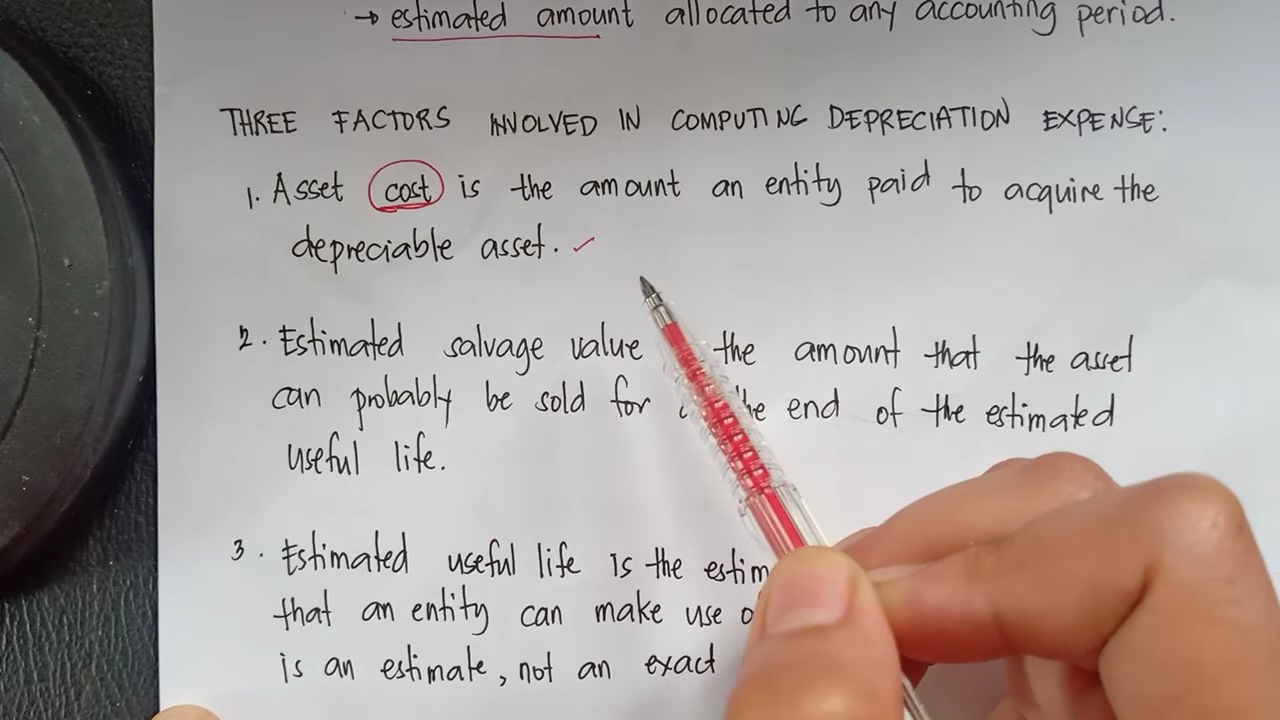 → estimated amount allocated to any accounting period.
THREE FACTORS INVOLVED IN COMPUTING DEPRECIATION EXPENSE:
1. Asset cost is the amount an entity paid to acquire the
depreciable asset.
2. Estimated salvage value the amount that the asset
can probably be sold for the end of the estimated
useful life.
3. Estimated useful life is the estim
that an entity can make use
is an estimate, not an exact